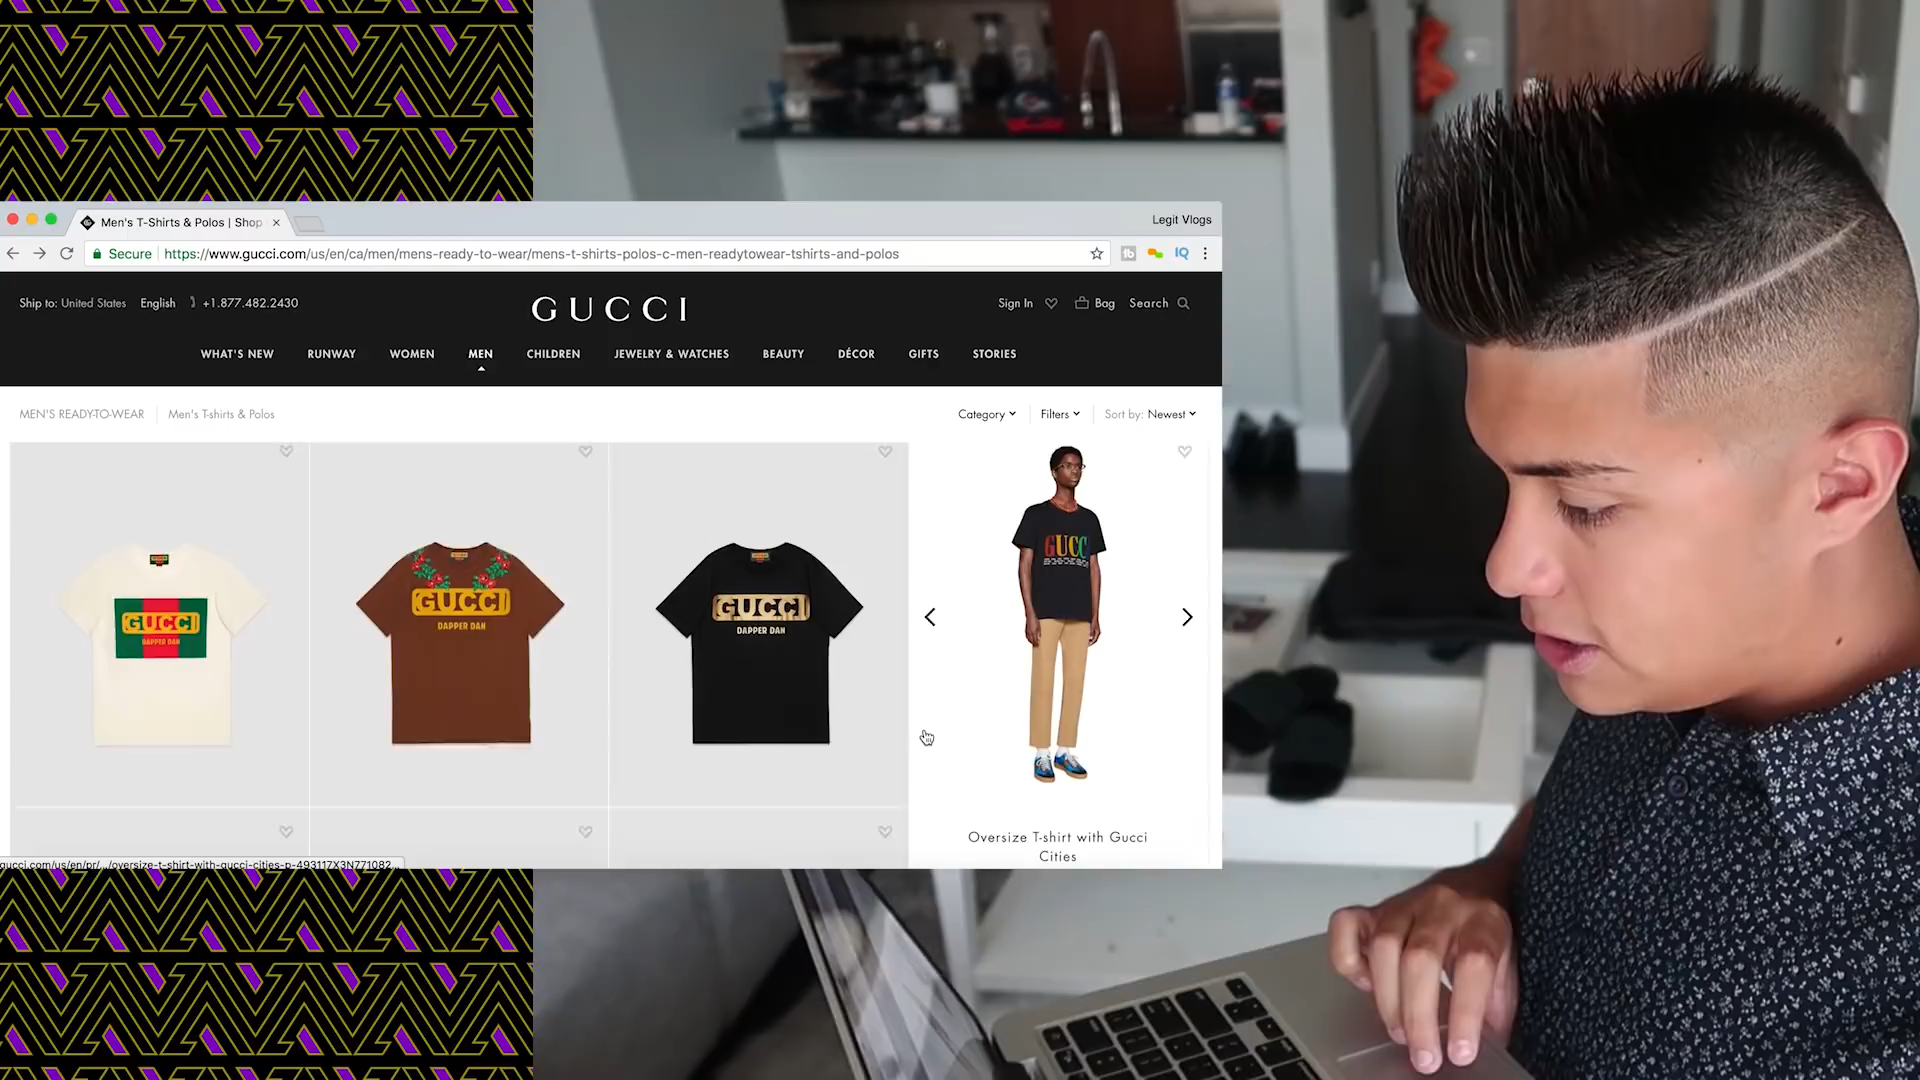 Men's T-Shirts & Polos | Shop
Legit Vlogs
Secure https://www.gucci.com/us/en/ca/men/mens-ready-to-wear/mens-t-shirts-polos-c-men-readytowear-tshirts-and-polos
IQ
Ship to: United States English +1.877.482.2430
GUCCI
Sign In Bag Search
WHAT'S NEW RUNWAY WOMEN MEN CHILDREN JEWELRY & WATCHES BEAUTY DÉCOR GIFTS STORIES
MEN'S READY-TO-WEAR Men's T-shirts & Polos
Category Filters Sort by: Newest
GUCCI
DAPPER DAN
GUCCI
DAPPER DAN
GUCCI
DAPPER DAN
GUCCI
Oversize T-shirt with Gucci
Cities
gucci.com/us/en/pr/.../oversize-t-shirt-with-gucci-cities-p-493117X3N771082...